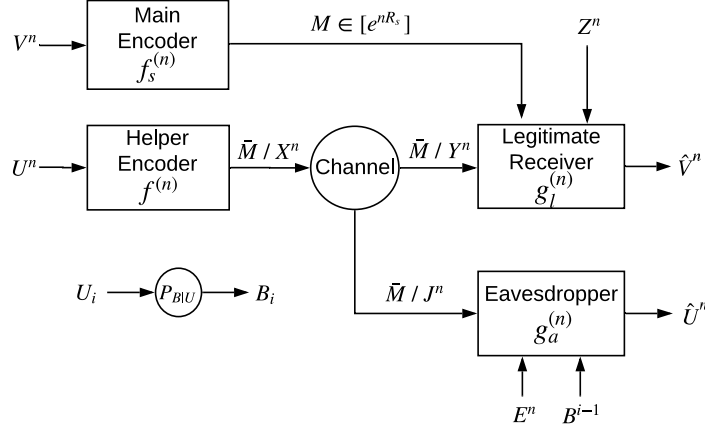 Main
Encoder
f_s^{(n)}
V^n
M ∈ [e^{nR_s}]
Z^n
Helper
Encoder
f^{(n)}
U^n
M̄ / X^n
Channel
M̄ / Y^n
Legitimate
Receiver
g_l^{(n)}
V̂^n
U_i
P_{B|U}
B_i
M̄ / J^n
Eavesdropper
g_a^{(n)}
Û^n
E^n
B^{i−1}